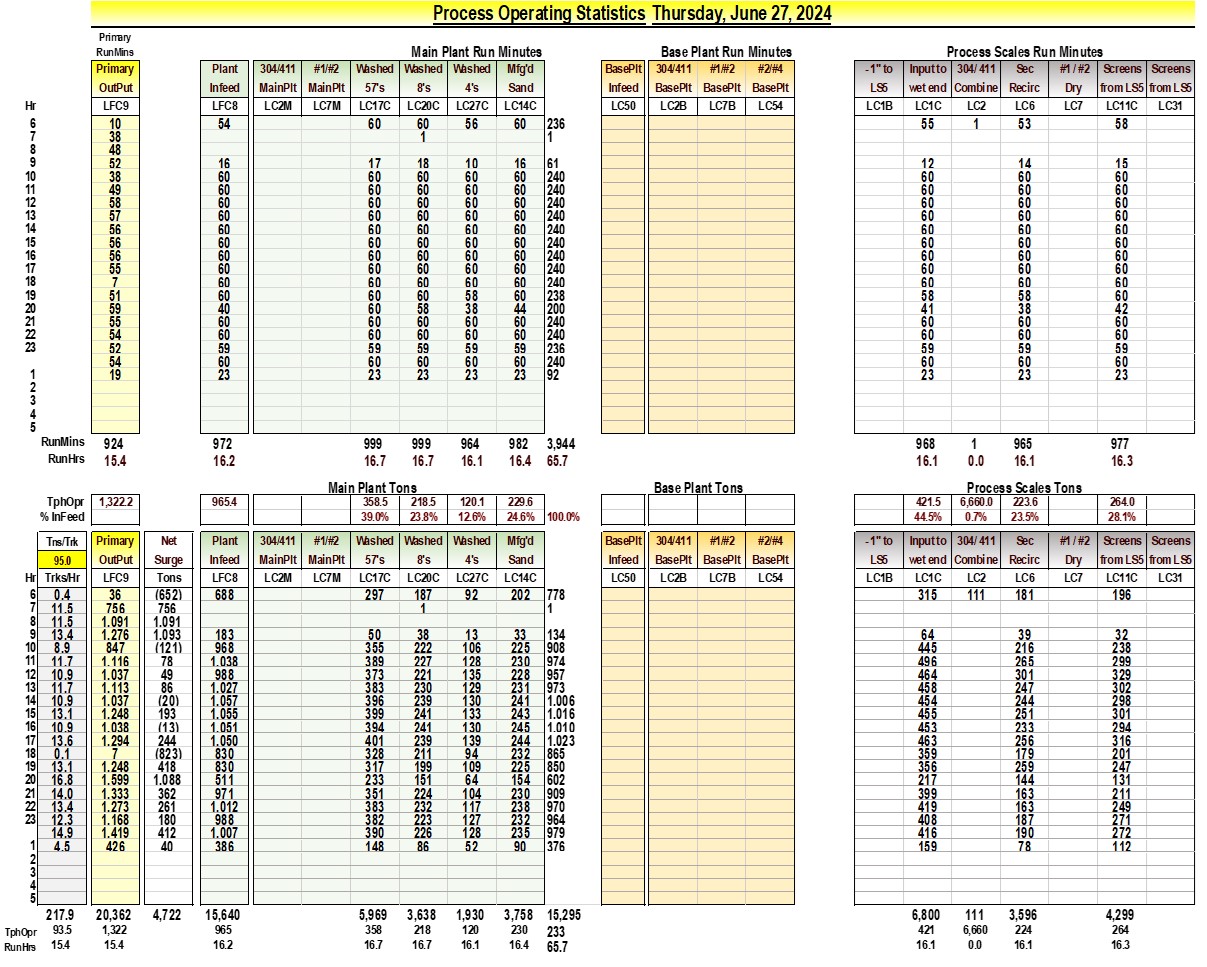 Process Operating Statistics Thursday, June 27, 2024
Primary
RunMins Main Plant Run Minutes Base Plant Run Minutes Process Scales Run Minutes
Primary Plant 304/411 #1/#2 Washed Washed Washed Mfg'd BasePlt 304/411 #1/#2 #2/#4 -1" to Input to 304/ 411 Sec #1 / #2 Screens Screens
OutPut Infeed MainPlt MainPlt 57's 8's 4's Sand Infeed BasePlt BasePlt BasePlt LS5 wet end Combine Recirc Dry from LS5 from LS5
Hr LFC9 LFC8 LC2M LC7M LC17C LC20C LC27C LC14C LC50 LC2B LC7B LC54 LC1B LC1C LC2 LC6 LC7 LC11C LC31
6 10 54 60 60 56 60 236 55 1 53 58
7 38 1 1
8 48
9 52 16 17 18 10 16 61 12 14 15
10 38 60 60 60 60 60 240 60 60 60
11 49 60 60 60 60 60 240 60 60 60
12 58 60 60 60 60 60 240 60 60 60
13 57 60 60 60 60 60 240 60 60 60
14 56 60 60 60 60 60 240 60 60 60
15 56 60 60 60 60 60 240 60 60 60
16 56 60 60 60 60 60 240 60 60 60
17 55 60 60 60 60 60 240 60 60 60
18 7 60 60 60 60 60 240 60 60 60
19 51 60 60 60 58 60 238 58 58 60
20 59 40 60 58 38 44 200 41 38 42
21 55 60 60 60 60 60 240 60 60 60
22 54 60 60 60 60 60 240 60 60 60
23 52 59 59 59 59 59 236 59 59 59
54 60 60 60 60 60 240 60 60 60
1 19 23 23 23 23 23 92 23 23 23
2
3
4
5
RunMins 924 972 999 999 964 982 3,944 968 1 965 977
RunHrs 15.4 16.2 16.7 16.7 16.1 16.4 65.7 16.1 0.0 16.1 16.3
Main Plant Tons Base Plant Tons Process Scales Tons
TphOpr 1,322.2 965.4 358.5 218.5 120.1 229.6 421.5 6,660.0 223.6 264.0
% InFeed 39.0% 23.8% 12.6% 24.6% 100.0% 44.5% 0.7% 23.5% 28.1%
Tns/Trk Primary Net Plant 304/411 #1/#2 Washed Washed Washed Mfg'd BasePlt 304/411 #1/#2 #2/#4 -1" to Input to 304/ 411 Sec #1 / #2 Screens Screens
95.0 OutPut Surge Infeed MainPlt MainPlt 57's 8's 4's Sand Infeed BasePlt BasePlt BasePlt LS5 wet end Combine Recirc Dry from LS5 from LS5
Hr Trks/Hr LFC9 Tons LFC8 LC2M LC7M LC17C LC20C LC27C LC14C LC50 LC2B LC7B LC54 LC1B LC1C LC2 LC6 LC7 LC11C LC31
6 0.4 36 (652) 688 297 187 92 202 778 315 111 181 196
7 11.5 756 756 1 1
8 11.5 1.091 1.091
9 13.4 1.276 1.093 183 50 38 13 33 134 64 39 32
10 8.9 847 (121) 968 355 222 106 225 908 445 216 238
11 11.7 1.116 78 1.038 389 227 128 230 974 496 265 299
12 10.9 1.037 49 988 373 221 135 228 957 464 301 329
13 11.7 1.113 86 1.027 383 230 129 231 973 458 247 302
14 10.9 1.037 (20) 1.057 396 239 130 241 1.006 454 244 298
15 13.1 1.248 193 1.055 399 241 133 243 1.016 455 251 301
16 10.9 1.038 (13) 1.051 394 241 130 245 1.010 453 233 294
17 13.6 1.294 244 1.050 401 239 139 244 1.023 463 256 316
18 0.1 7 (823) 830 328 211 94 232 865 359 179 201
19 13.1 1.248 418 830 317 199 109 225 850 356 259 247
20 16.8 1.599 1.088 511 233 151 64 154 602 217 144 131
21 14.0 1.333 362 971 351 224 104 230 909 399 163 211
22 13.4 1.273 261 1.012 383 232 117 238 970 419 163 249
23 12.3 1.168 180 988 382 223 127 232 964 408 187 271
14.9 1.419 412 1.007 390 226 128 235 979 416 190 272
1 4.5 426 40 386 148 86 52 90 376 159 78 112
2
3
4
5
217.9 20,362 4,722 15,640 5,969 3,638 1,930 3,758 15,295 6,800 111 3,596 4,299
TphOpr 93.5 1,322 965 358 218 120 230 233 421 6,660 224 264
RunHrs 15.4 15.4 16.2 16.7 16.7 16.1 16.4 65.7 16.1 0.0 16.1 16.3